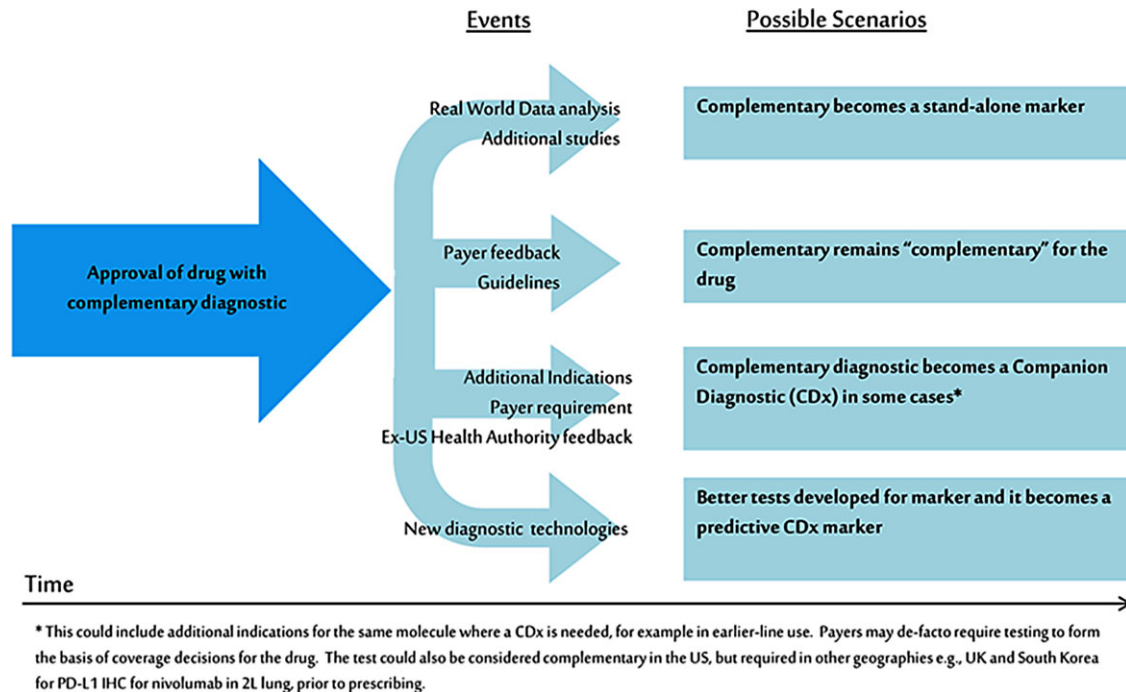 Events
Possible Scenarios
Real World Data analysis
Additional studies
Complementary becomes a stand-alone marker
Approval of drug with
complementary diagnostic
Payer feedback
Guidelines
Complementary remains “complementary” for the
drug
Additional Indications
Payer requirement
Ex-US Health Authority feedback
Complementary diagnostic becomes a Companion
Diagnostic (CDx) in some cases*
New diagnostic technologies
Better tests developed for marker and it becomes a
predictive CDx marker
Time
* This could include additional indications for the same molecule where a CDx is needed, for example in earlier-line use. Payers may de-facto require testing to form
the basis of coverage decisions for the drug. The test could also be considered complementary in the US, but required in other geographies e.g., UK and South Korea
for PD-L1 IHC for nivolumab in 2L lung, prior to prescribing.